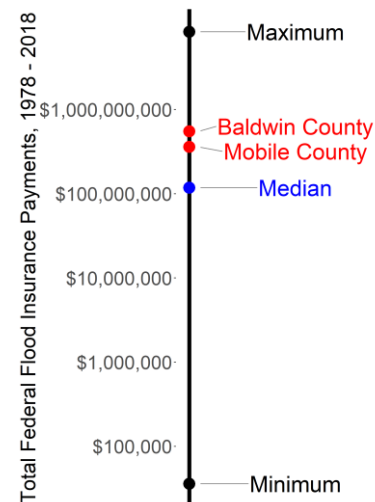 Total Federal Flood Insurance Payments, 1978 - 2018
Maximum
$1,000,000,000
Baldwin County
Mobile County
Median
$100,000,000
$10,000,000
$1,000,000
$100,000
Minimum